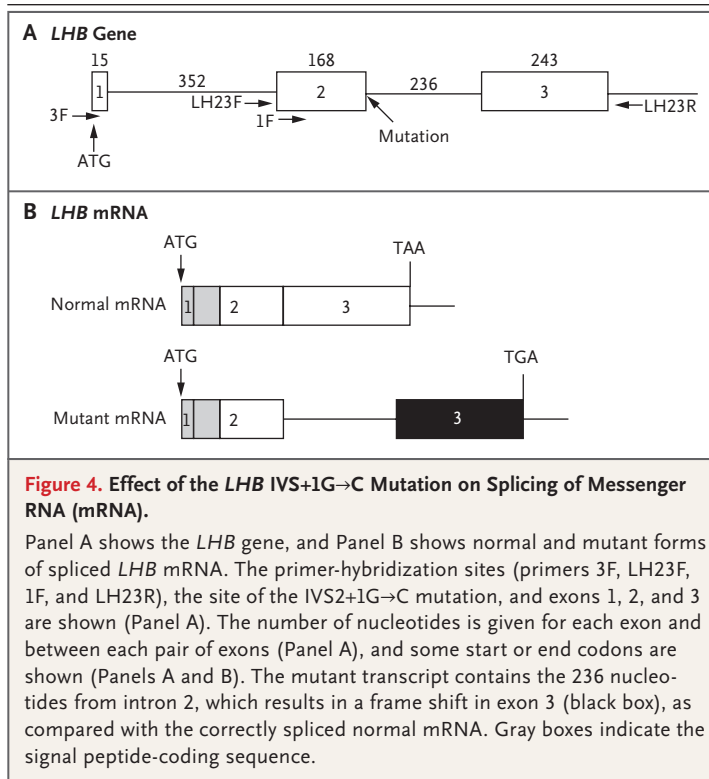 A LHB Gene
15
168
243
352
236
1
2
3
LH23F
3F
1F
LH23R
Mutation
ATG
B LHB mRNA
ATG
TAA
Normal mRNA
1
2
3
ATG
TGA
Mutant mRNA
1
2
3
Figure 4. Effect of the LHB IVS+1G→C Mutation on Splicing of Messenger
RNA (mRNA).
Panel A shows the LHB gene, and Panel B shows normal and mutant forms
of spliced LHB mRNA. The primer-hybridization sites (primers 3F, LH23F,
1F, and LH23R), the site of the IVS2+1G→C mutation, and exons 1, 2, and 3
are shown (Panel A). The number of nucleotides is given for each exon and
between each pair of exons (Panel A), and some start or end codons are
shown (Panels A and B). The mutant transcript contains the 236 nucleo-
tides from intron 2, which results in a frame shift in exon 3 (black box), as
compared with the correctly spliced normal mRNA. Gray boxes indicate the
signal peptide-coding sequence.